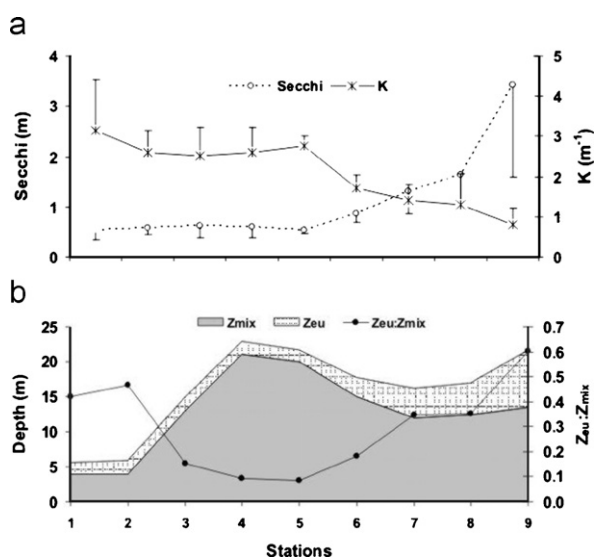 a
Secchi
K
4
3
2
1
0
Secchi (m)
5
4
3
2
1
0
K (m⁻¹)
b
Zmix
Zeu
Zeu:Zmix
25
20
15
10
5
0
Depth (m)
0.7
0.6
0.5
0.4
0.3
0.2
0.1
0.0
Zeu:Zmix
1 2 3 4 5 6 7 8 9
Stations